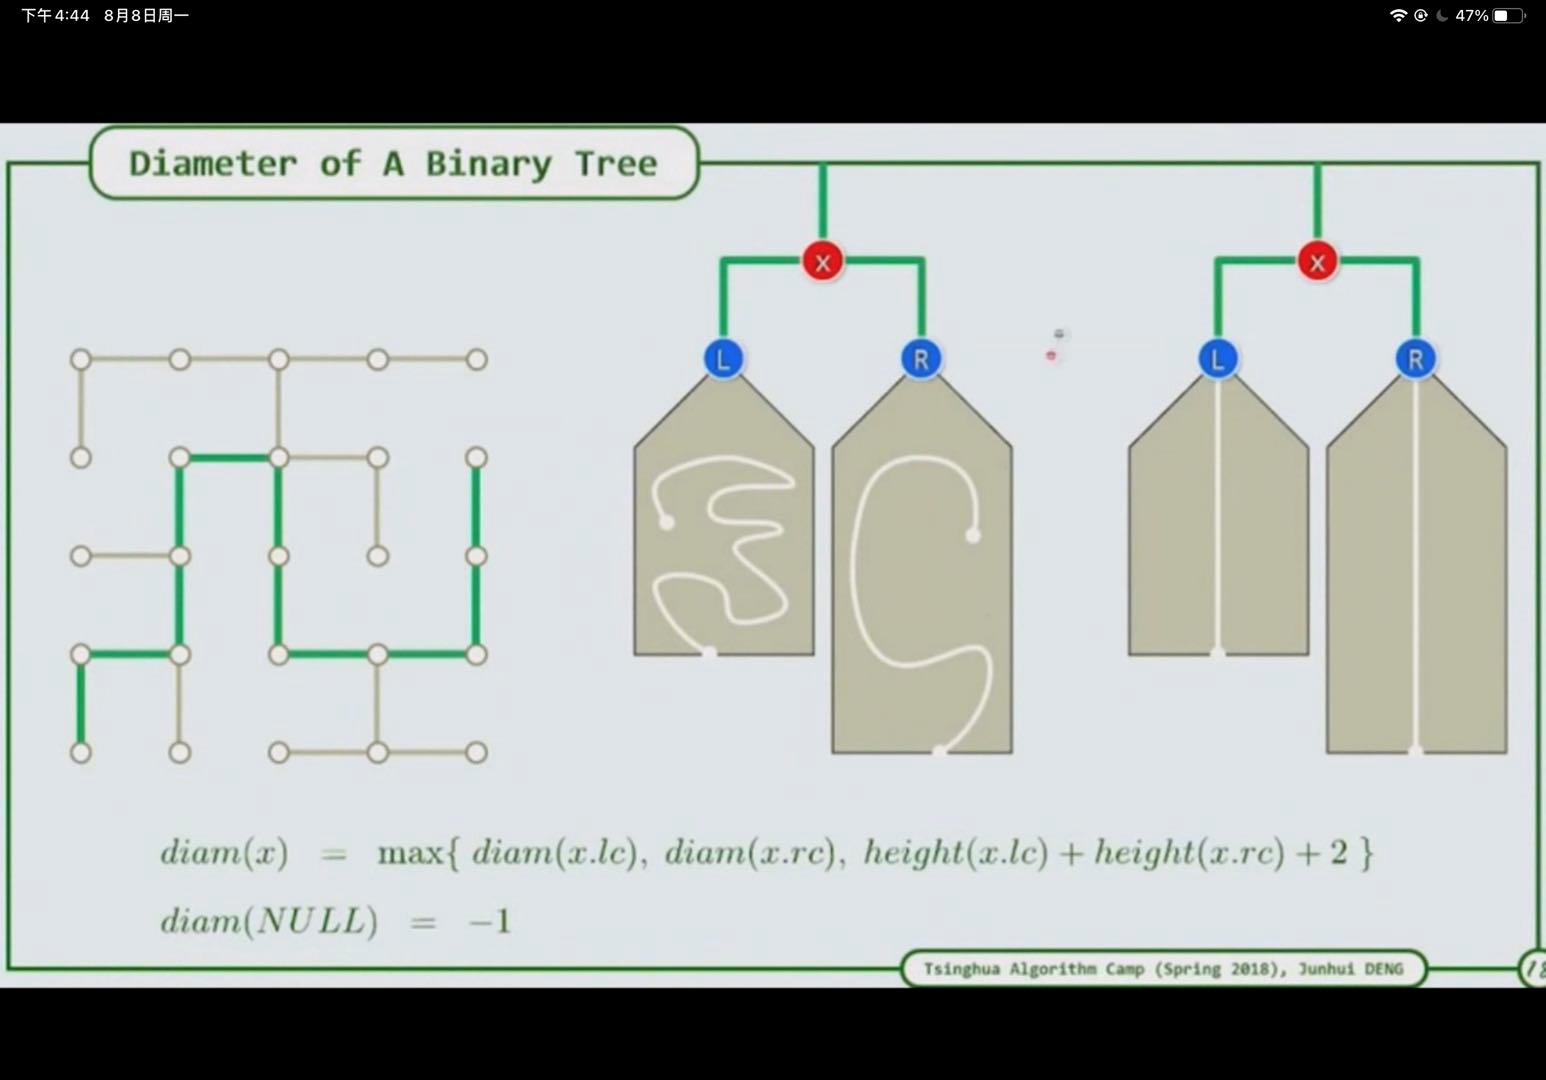 下午4:44 8月8日周一
47%
Diameter of A Binary Tree
x
x
L
R
L
R
diam(x) = max{ diam(x.lc), diam(x.rc), height(x.lc) + height(x.rc) + 2 }
diam(NULL) = −1
Tsinghua Algorithm Camp (Spring 2018), Junhui DENG